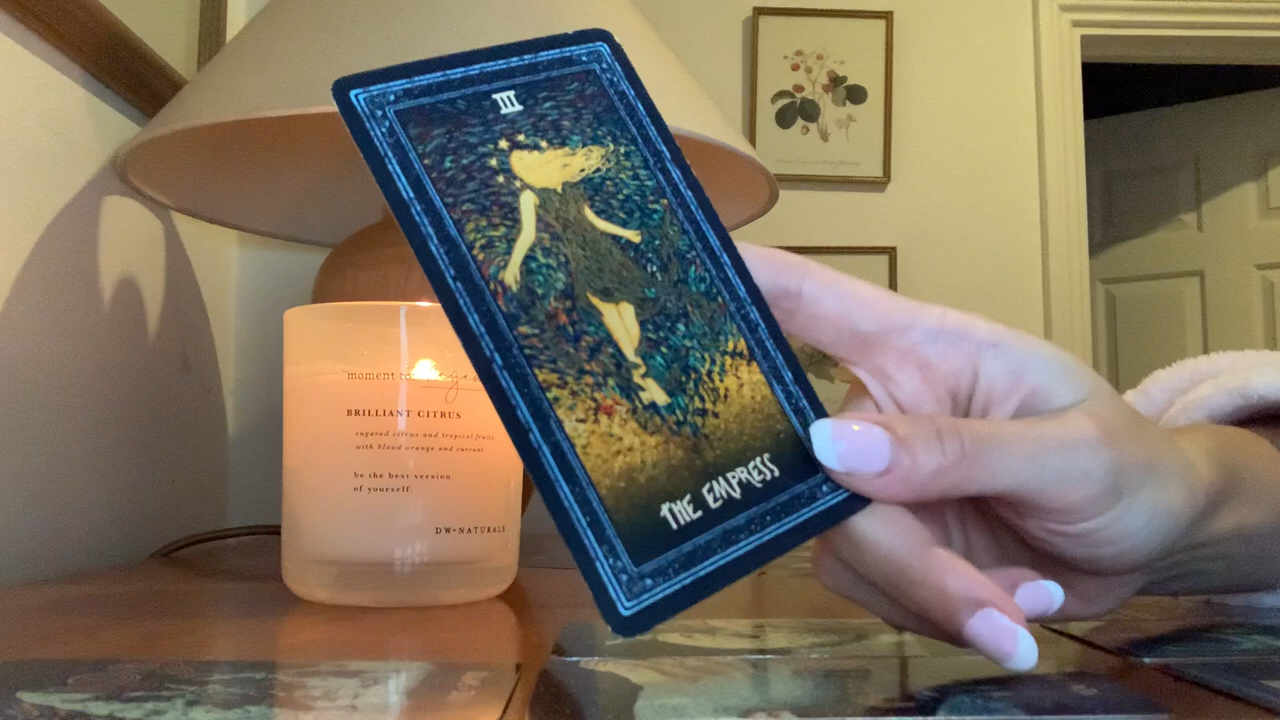 III
THE EMPRESS
moment to
BRILLIANT CITRUS
sugared citrus and tropical fruits
with blood orange and currant.
be the best version
of yourself.
DW•NATURALS